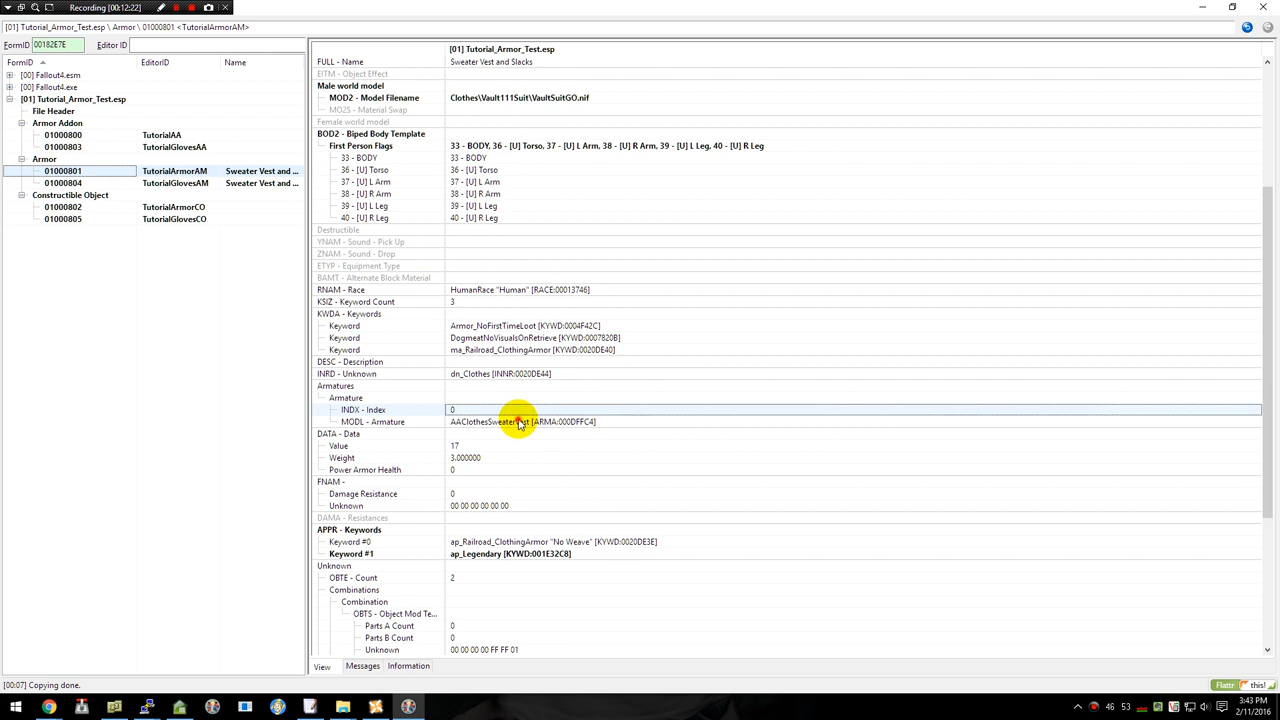 Recording [00:12:22]
[01] Tutorial_Armor_Test.esp \ Armor \ 01000801 <TutorialArmorAM>
FormID 00182E7E Editor ID
FormID EditorID Name
[00] Fallout4.esm
[00] Fallout4.exe
[01] Tutorial_Armor_Test.esp
File Header
Armor Addon
01000800 TutorialAA
01000803 TutorialGlovesAA
Armor
01000801 TutorialArmorAM Sweater Vest and ...
01000804 TutorialGlovesAM Sweater Vest and ...
Constructible Object
01000802 TutorialArmorCO
01000805 TutorialGlovesCO
[01] Tutorial_Armor_Test.esp
FULL - Name Sweater Vest and Slacks
EITM - Object Effect
Male world model
MOD2 - Model Filename Clothes\Vault111Suit\VaultSuitGO.nif
MO2S - Material Swap
Female world model
BOD2 - Biped Body Template
First Person Flags 33 - BODY, 36 - [U] Torso, 37 - [U] L Arm, 38 - [U] R Arm, 39 - [U] L Leg, 40 - [U] R Leg
33 - BODY 33 - BODY
36 - [U] Torso 36 - [U] Torso
37 - [U] L Arm 37 - [U] L Arm
38 - [U] R Arm 38 - [U] R Arm
39 - [U] L Leg 39 - [U] L Leg
40 - [U] R Leg 40 - [U] R Leg
Destructible
YNAM - Sound - Pick Up
ZNAM - Sound - Drop
ETYP - Equipment Type
BAMT - Alternate Block Material
RNAM - Race HumanRace "Human" [RACE:00013746]
KSIZ - Keyword Count 3
KWDA - Keywords
Keyword Armor_NoFirstTimeLoot [KYWD:0004F42C]
Keyword DogmeatNoVisualsOnRetrieve [KYWD:0007820B]
Keyword ma_Railroad_ClothingArmor [KYWD:0020DE40]
DESC - Description
INRD - Unknown dn_Clothes [INNR:0020DE44]
Armatures
Armature
INDX - Index 0
MODL - Armature [ARMA:000DFFC4]
DATA - Data
Value 17
Weight 3.000000
Power Armor Health 0
FNAM -
Damage Resistance 0
Unknown 00 00 00 00 00 00
DAMA - Resistances
APPR - Keywords
Keyword #0 ap_Railroad_ClothingArmor "No Weave" [KYWD:0020DE3E]
Keyword #1 ap_Legendary [KYWD:001E32C8]
Unknown
OBTE - Count 2
Combinations
Combination
OBTS - Object Mod Te...
Parts A Count 0
Parts B Count 0
Unknown 00 00 00 00 FF FF 01
View Messages Information
[00:07] Copying done.
Flattr this!
46 53
3:43 PM
2/11/2016